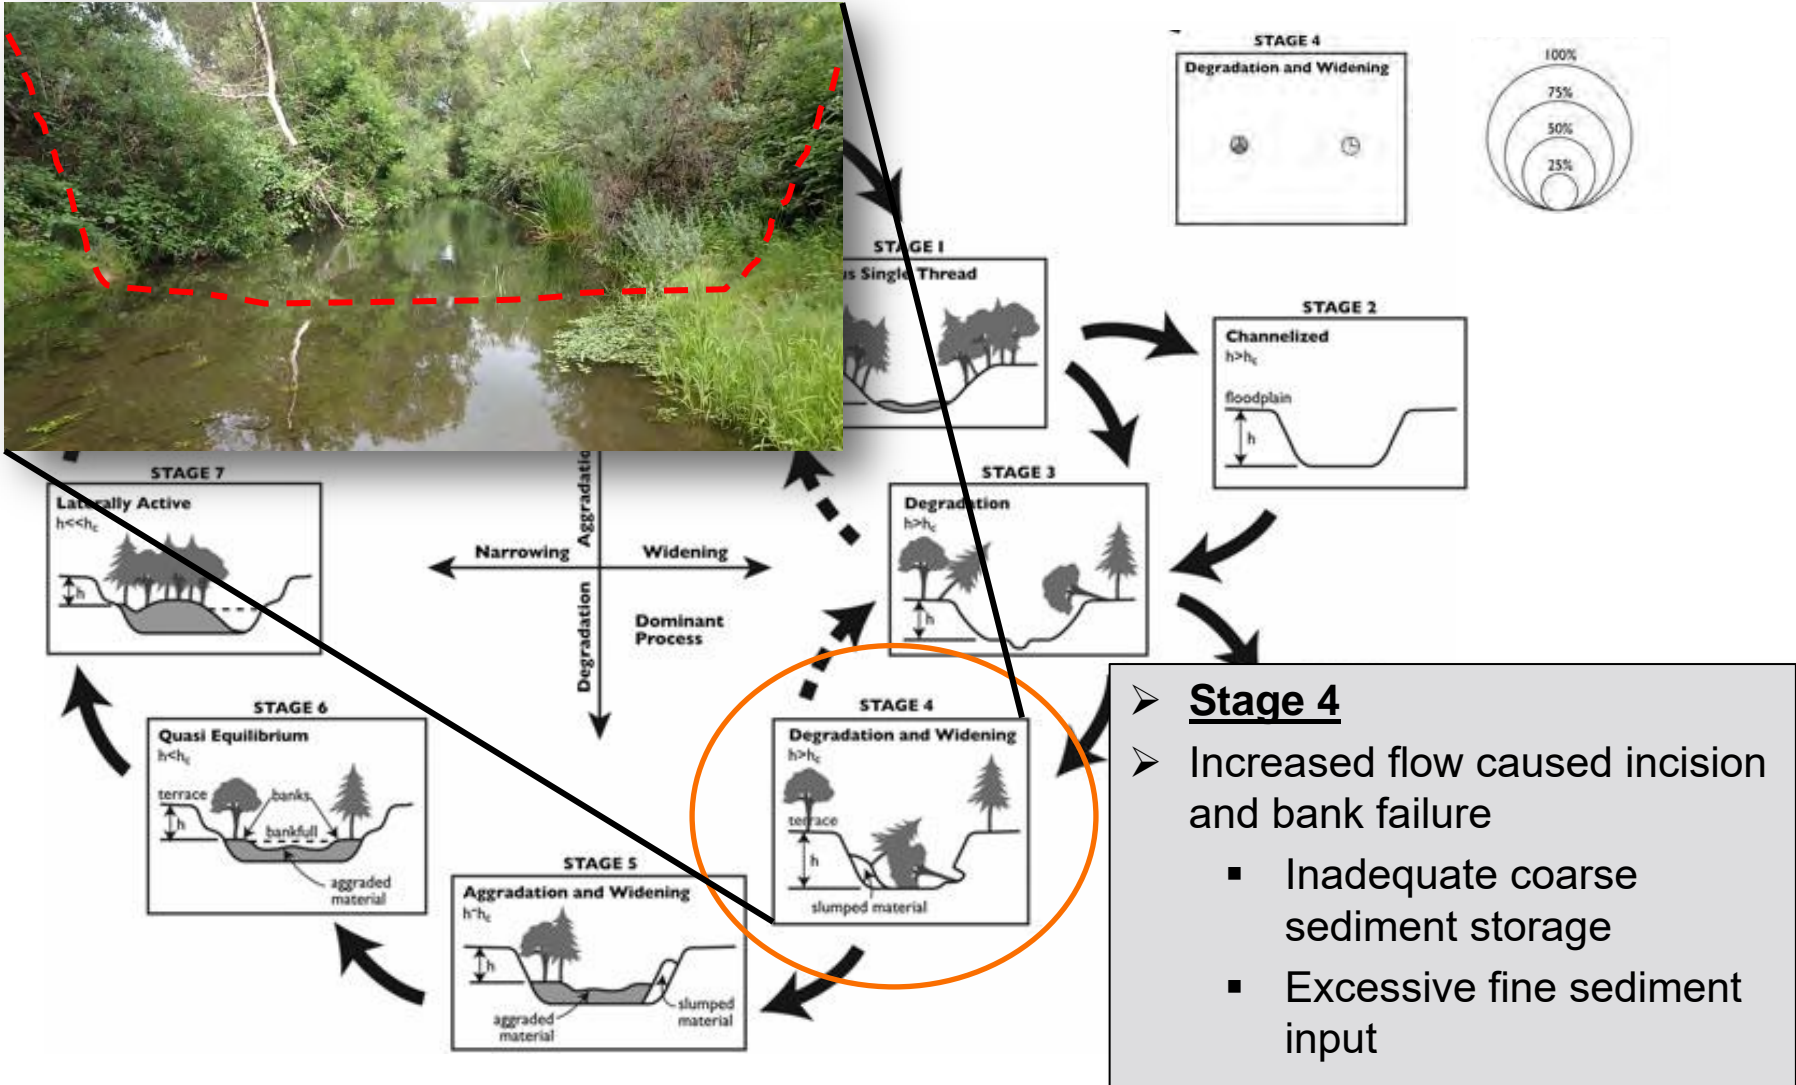 STAGE 4
Degradation and Widening
100%
75%
50%
25%
STAGE 1
us Single Thread
STAGE 2
Channelized
h>hc
floodplain
h
STAGE 7
Laterally Active
h<<hc
h
Aggradatio
Narrowing
Widening
Degradation
Dominant
Process
STAGE 3
Degradation
h>hc
h
STAGE 6
Quasi Equilibrium
h<hc
terrace
banks
h
bankfull
aggraded
material
STAGE 4
Degradation and Widening
h>hc
terrace
h
slumped material
STAGE 5
Aggradation and Widening
h~hc
h
aggraded
material
slumped
material
➢ Stage 4
➢ Increased flow caused incision
and bank failure
▪ Inadequate coarse
sediment storage
▪ Excessive fine sediment
input